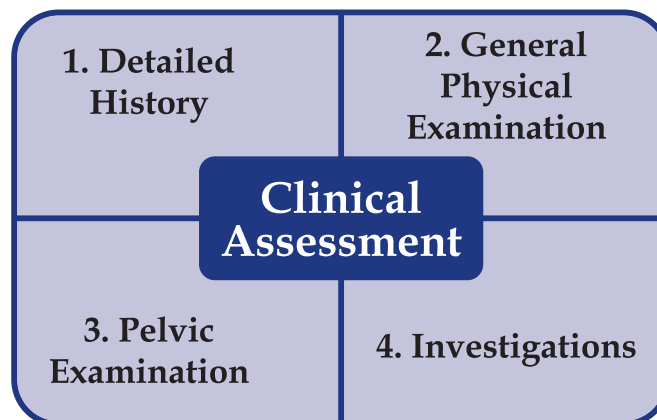 1. Detailed
History
2. General
Physical
Examination
Clinical
Assessment
3. Pelvic
Examination
4. Investigations